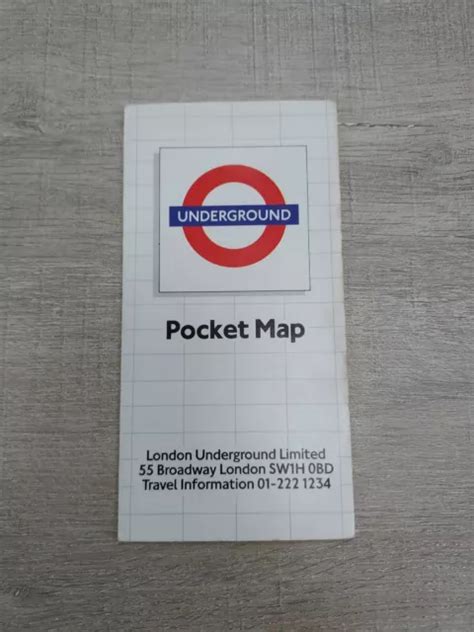 UNDERGROUND
Pocket Map
London Underground Limited
55 Broadway London SW1H 0BD
Travel Information 01-222 1234